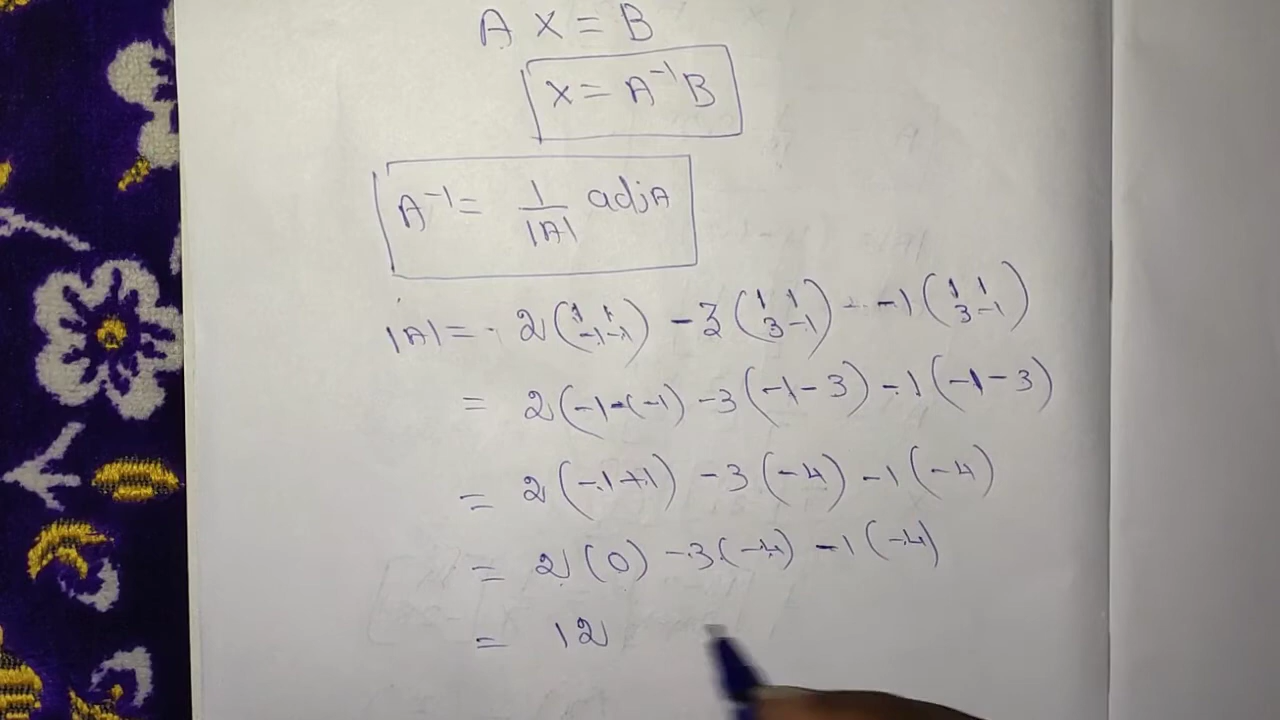 A X = B
X = A⁻¹B
A⁻¹ = 1/|A| adjA
|A| = 2(1 1 -1 -1) - 3(1 1 3 -1) - 1(1 1 3 -1)
= 2(-1-(-1) -3(-1-3) -1(-1-3)
= 2(-1+1) -3(-4) -1(-4)
= 2(0) -3(-4) -1(-4)
= 12